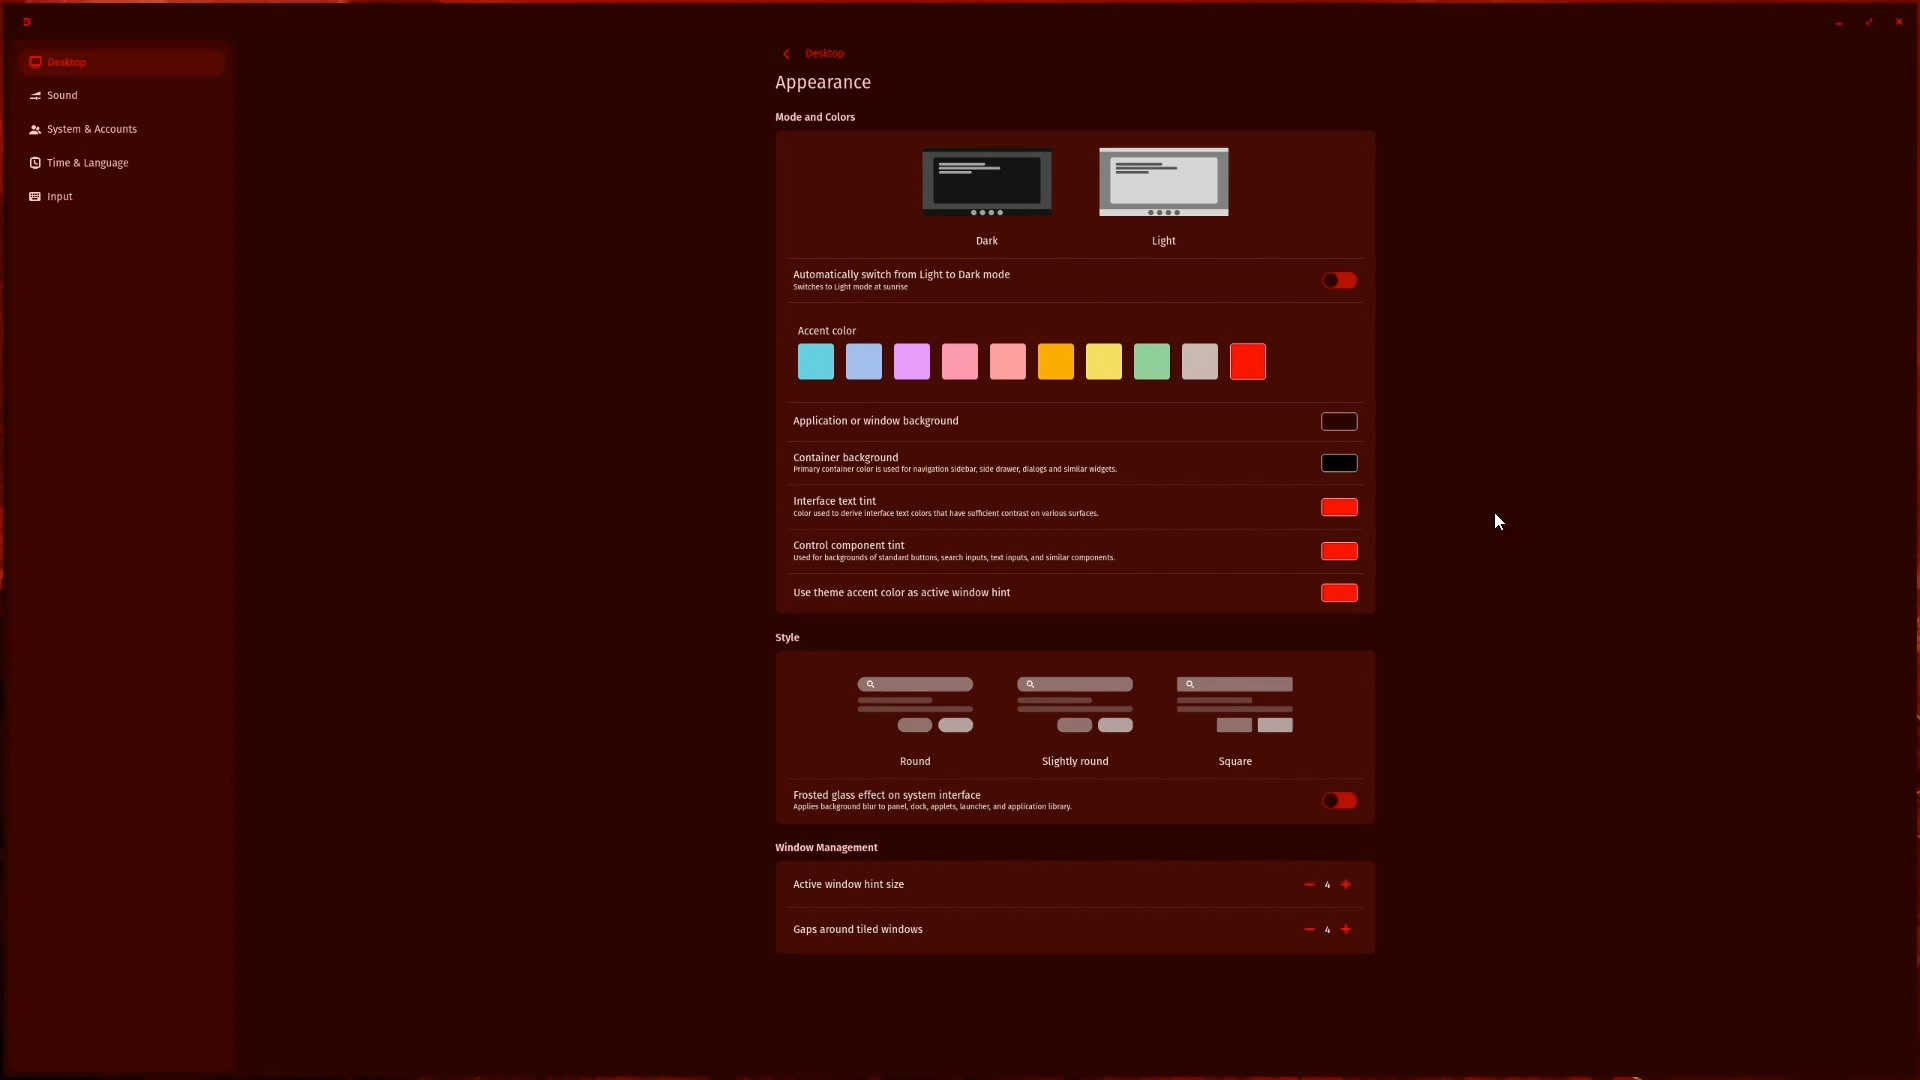 Desktop
Sound
System & Accounts
Time & Language
Input
Desktop
Appearance
Mode and Colors
Dark
Light
Automatically switch from Light to Dark mode
Switches to Light mode at sunrise
Accent color
Application or window background
Container background
Primary container color is used for navigation sidebar, side drawer, dialogs and similar widgets.
Interface text tint
Color used to derive interface text colors that have sufficient contrast on various surfaces.
Control component tint
Used for backgrounds of standard buttons, search inputs, text inputs, and similar components.
Use theme accent color as active window hint
Style
Round
Slightly round
Square
Frosted glass effect on system interface
Applies background blur to panel, dock, applets, launcher, and application library.
Window Management
Active window hint size
4
Gaps around tiled windows
4